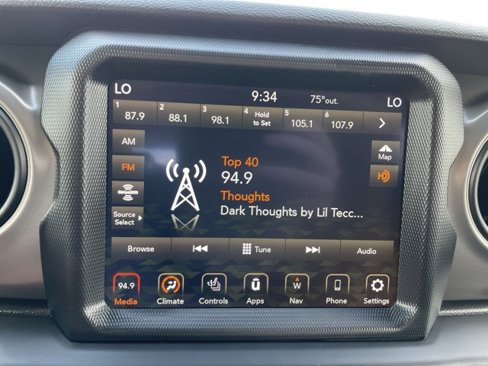 LO 9:34 75°out. LO
1 2 3 4 5 6
87.9 88.1 98.1 Hold to Set 105.1 107.9
AM
Map
Top 40
94.9
FM
HD
Thoughts
SiriusXM
Dark Thoughts by Lil Tecc...
Source Select
Browse Tune Audio
94.9 W
Media Climate Controls Apps Nav Phone Settings